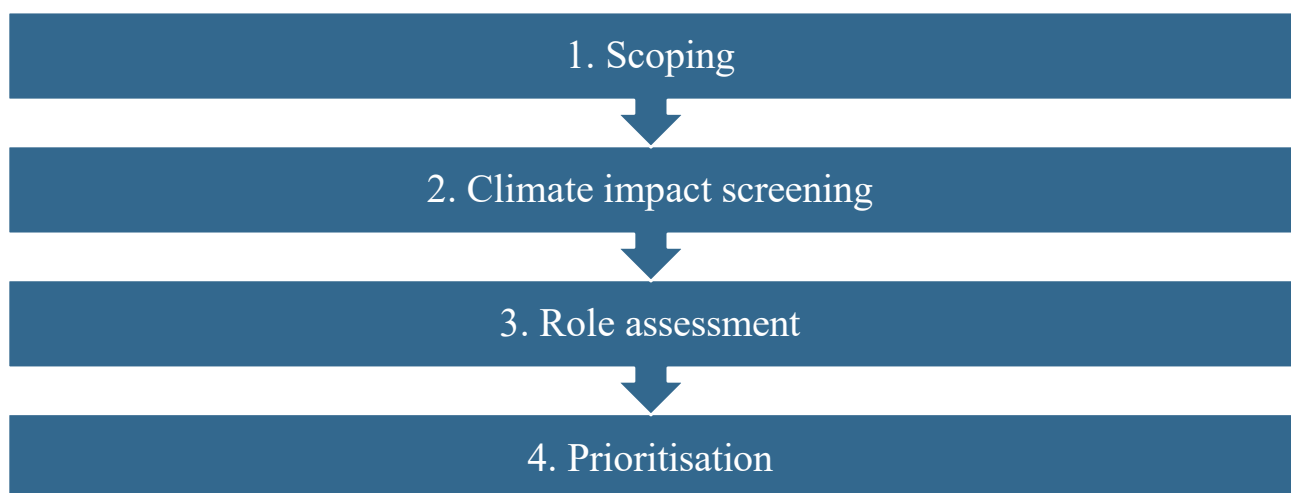 1. Scoping
2. Climate impact screening
3. Role assessment
4. Prioritisation